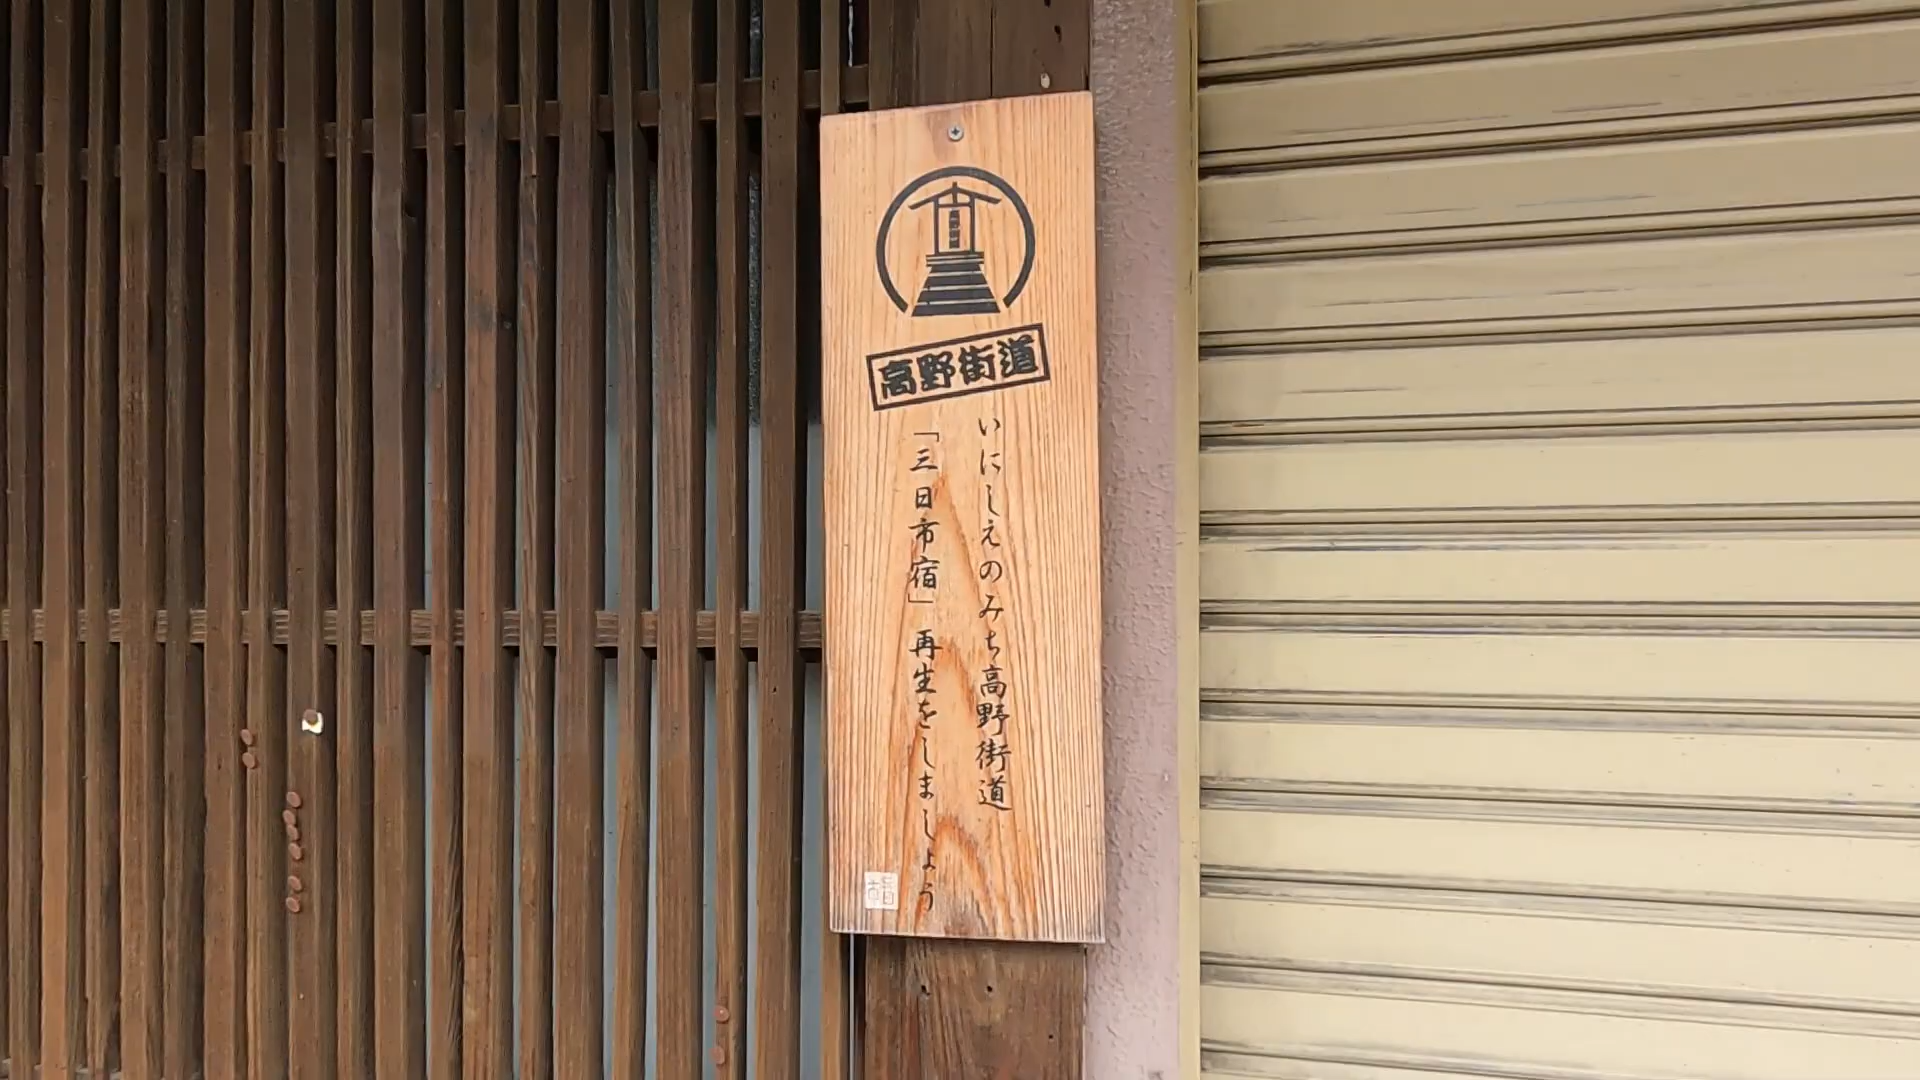 高野街道
いにしえのみち高野街道
「三日市宿」再生をしましょう